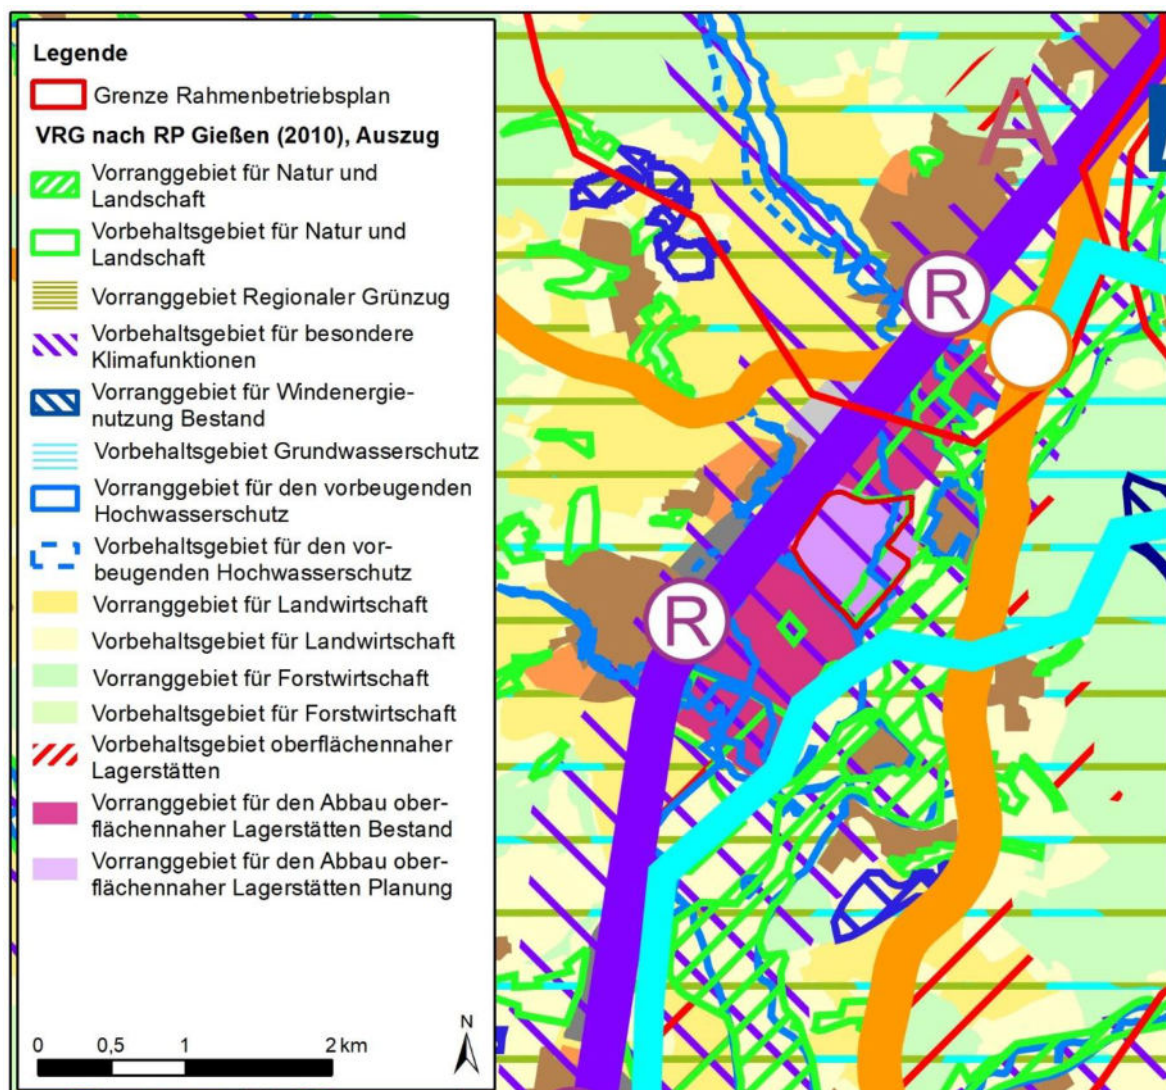 Legende
Grenze Rahmenbetriebsplan
VRG nach RP Gießen (2010), Auszug
Vorranggebiet für Natur und
Landschaft
Vorbehaltsgebiet für Natur und
Landschaft
Vorranggebiet Regionaler Grünzug
Vorbehaltsgebiet für besondere
Klimafunktionen
Vorranggebiet für Windenergie-
nutzung Bestand
Vorbehaltsgebiet Grundwasserschutz
Vorranggebiet für den vorbeugenden
Hochwasserschutz
Vorbehaltsgebiet für den vor-
beugenden Hochwasserschutz
Vorranggebiet für Landwirtschaft
Vorbehaltsgebiet für Landwirtschaft
Vorranggebiet für Forstwirtschaft
Vorbehaltsgebiet für Forstwirtschaft
Vorbehaltsgebiet oberflächennaher
Lagerstätten
Vorranggebiet für den Abbau ober-
flächennaher Lagerstätten Bestand
Vorranggebiet für den Abbau ober-
flächennaher Lagerstätten Planung
0 0,5 1 2 km
N
A
R
R